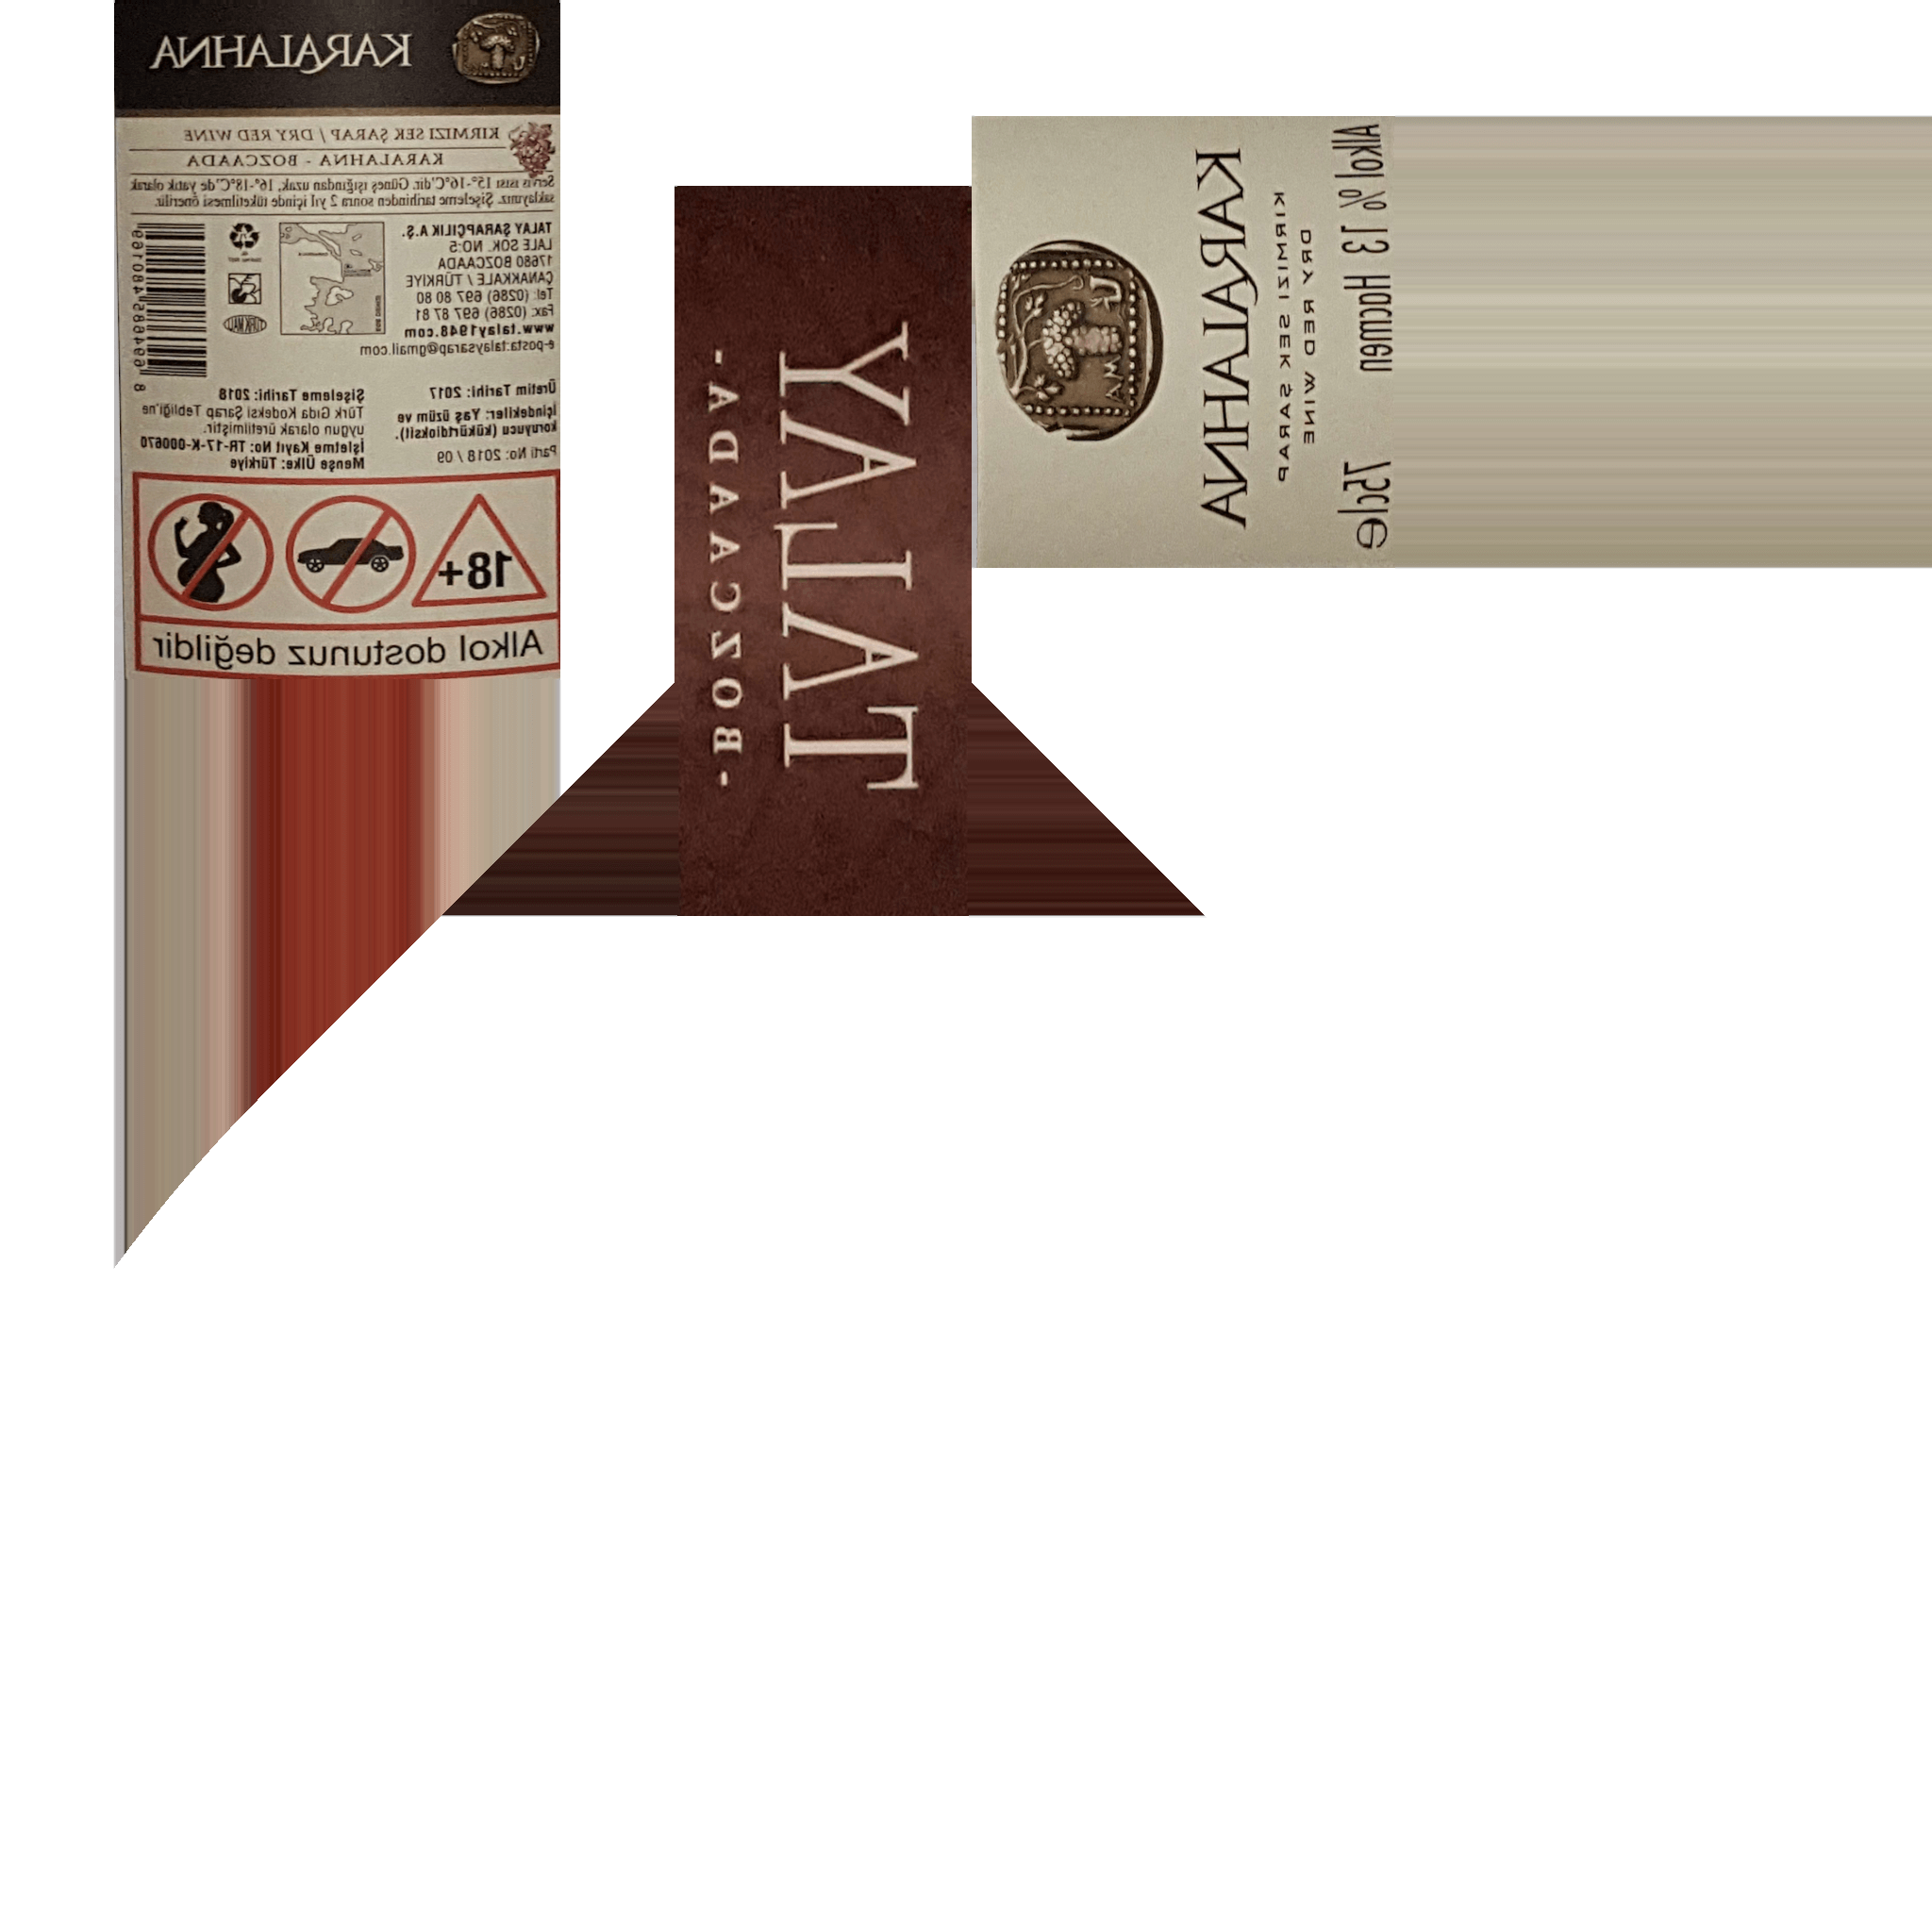 KARALAHNA
KIRMIZI SEK ŞARAP / DRY RED WINE
KARALAHNA - BOZCAADA
Servis ısısı 15°-16°C'dir. Güneş ışığından uzak, 16°-18°C'de yatık olarak
saklayınız. Şişeleme tarihinden sonra 2 yıl içinde tüketilmesi önerilir.
TALAY ŞARAPÇILIK A.Ş.
LALE SOK. NO:5
17680 BOZCAADA
ÇANAKKALE / TÜRKİYE
Tel: (0286) 697 80 80
Fax: (0286) 697 87 81
www.talay1948.com
e-posta:talaysarap@gmail.com
Üretim Tarihi: 2017
İçindekiler: Yaş üzüm ve
koruyucu (kükürtdioksit).
Parti No: 2018 / 09
Şişeleme Tarihi: 2018
Türk Gıda Kodeksi Şarap Tebliğine'
uygun olarak üretilmiştir.
İşletme Kayıt No: TR-17-K-000670
Menşe Ülke: Türkiye
18+
Alkol dostunuz değildir
TALAY
- BOZCAADA -
KARALAHNA
KIRMIZI SEK ŞARAP
DRY RED WINE
Alkol % 13 Hacmen 75cl e